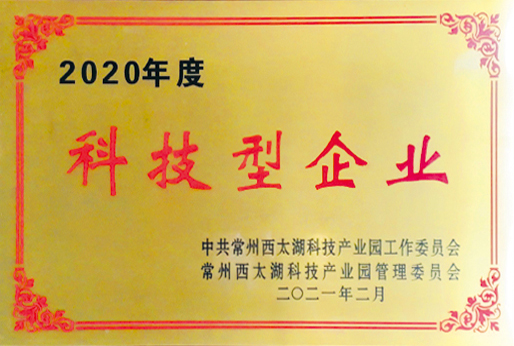 2020年度
科技型企业
中共常州西太湖科技产业园工作委员会
常州西太湖科技产业园管理委员会
二〇二一年二月